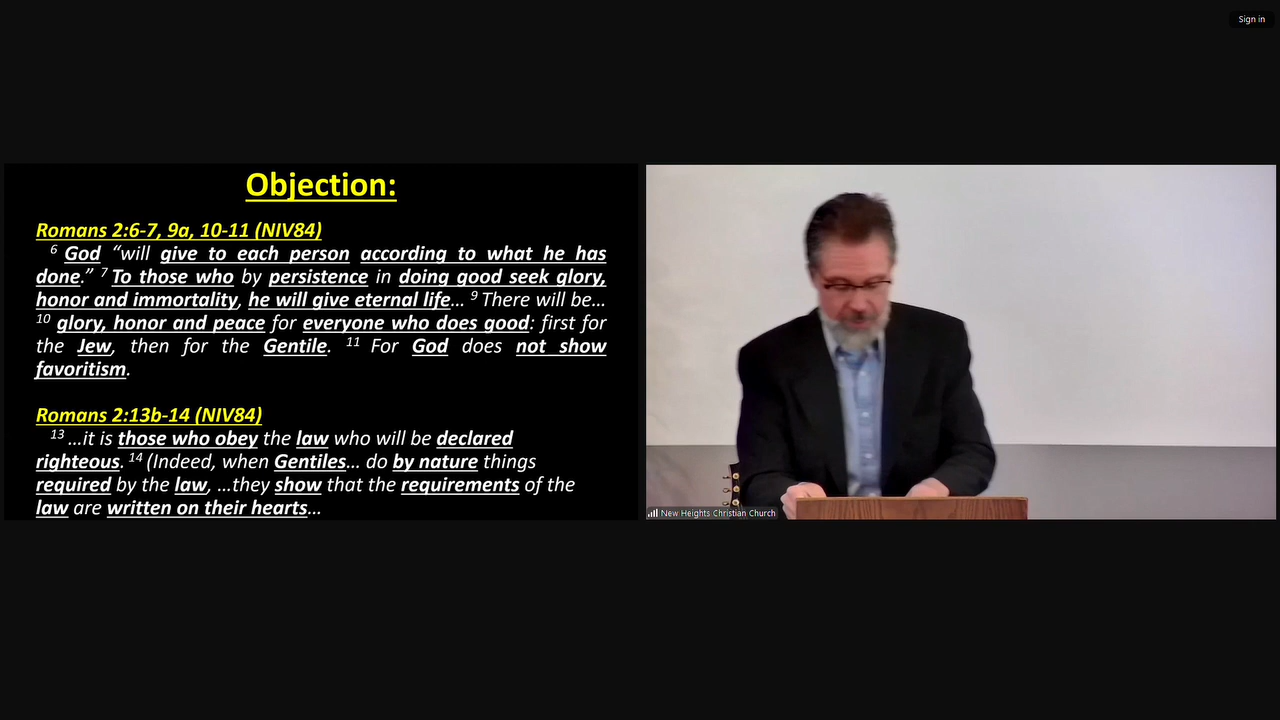 Sign in
Objection:
Romans 2:6-7, 9a, 10-11 (NIV84)
6 God “will give to each person according to what he has
done.” 7 To those who by persistence in doing good seek glory,
honor and immortality, he will give eternal life… 9 There will be…
10 glory, honor and peace for everyone who does good: first for
the Jew, then for the Gentile. 11 For God does not show
favoritism.
Romans 2:13b-14 (NIV84)
13 …it is those who obey the law who will be declared
righteous. 14 (Indeed, when Gentiles… do by nature things
required by the law, …they show that the requirements of the
law are written on their hearts…
New Heights Christian Church